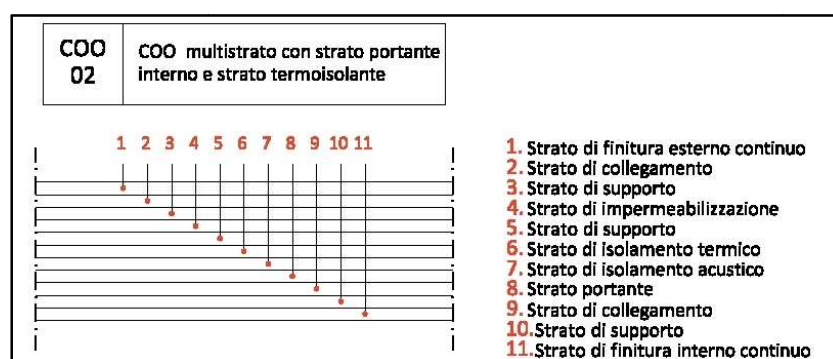 COO
02
COO multistrato con strato portante
interno e strato termoisolante
1 2 3 4 5 6 7 8 9 10 11
1. Strato di finitura esterno continuo
2. Strato di collegamento
3. Strato di supporto
4. Strato di impermeabilizzazione
5. Strato di supporto
6. Strato di isolamento termico
7. Strato di isolamento acustico
8. Strato portante
9. Strato di collegamento
10.Strato di supporto
11.Strato di finitura interno continuo